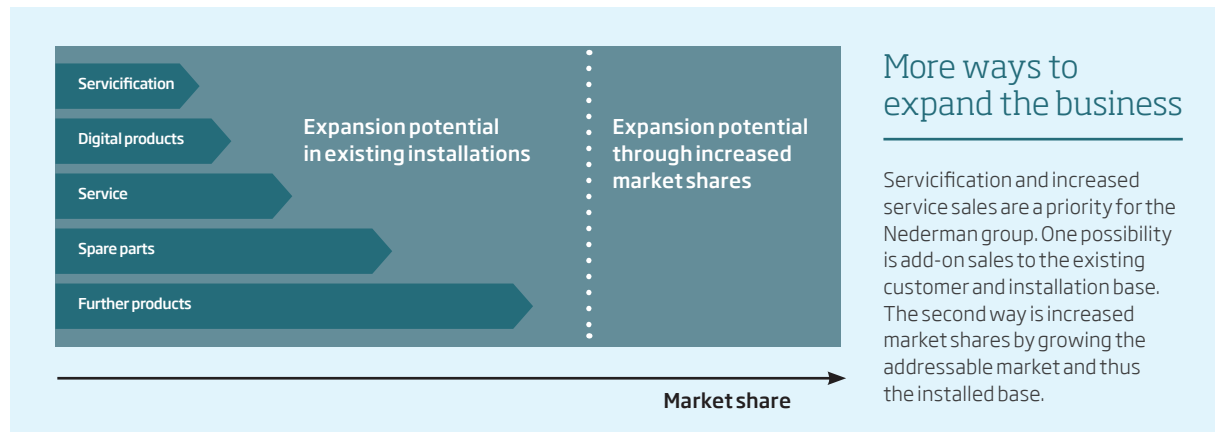 Servicification
Digital products
Service
Spare parts
Further products
Expansion potential
in existing installations
Expansion potential
through increased
market shares
Market share
More ways to
expand the business
Servicification and increased
service sales are a priority for the
Nederman group. One possibility
is add-on sales to the existing
customer and installation base.
The second way is increased
market shares by growing the
addressable market and thus
the installed base.